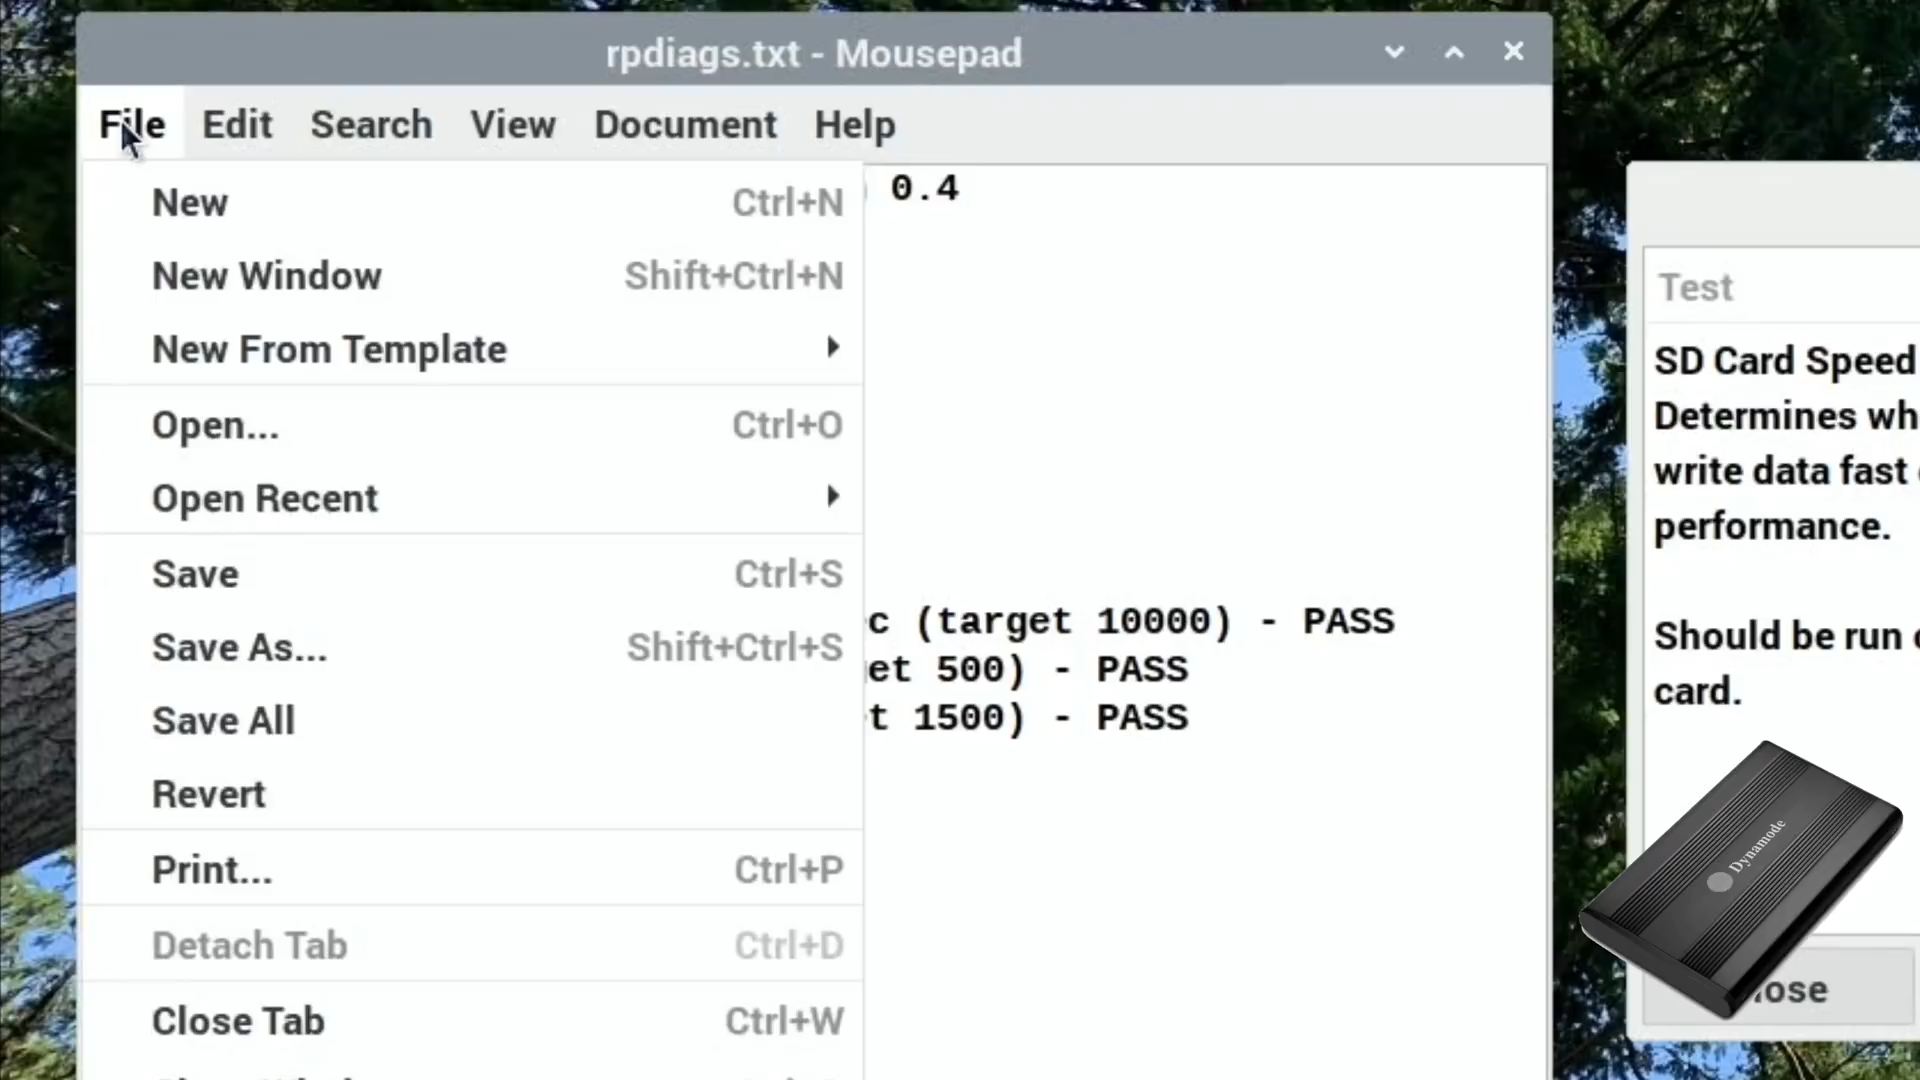 rpdiags.txt - Mousepad
File Edit Search View Document Help
New Ctrl+N
New Window Shift+Ctrl+N
New From Template
Open... Ctrl+O
Open Recent
Save Ctrl+S
Save As... Shift+Ctrl+S
Save All
Revert
Print... Ctrl+P
Detach Tab Ctrl+D
Close Tab Ctrl+W
0.4
c (target 10000) - PASS
et 500) - PASS
t 1500) - PASS
Test
SD Card Speed
Determines wh
write data fast
performance.
Should be run
card.
Dynamode
lose